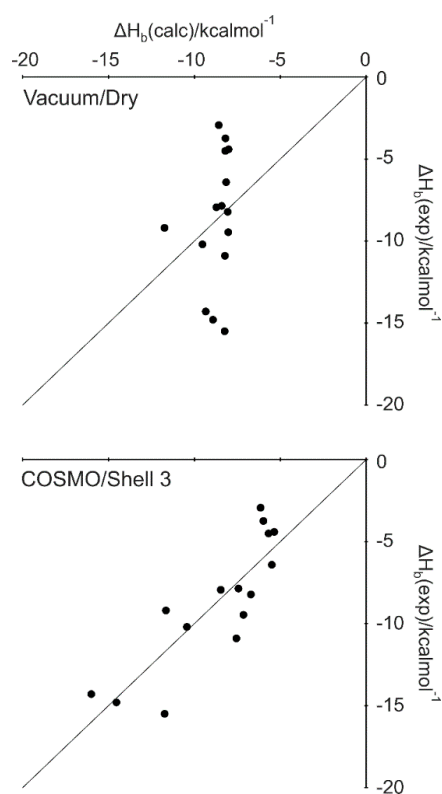 ΔH_b(calc)/kcalmol⁻¹
-20 -15 -10 -5 0
0
Vacuum/Dry
-5
-10
-15
-20
ΔH_b(exp)/kcalmol⁻¹
0
COSMO/Shell 3
-5
-10
-15
-20
ΔH_b(exp)/kcalmol⁻¹